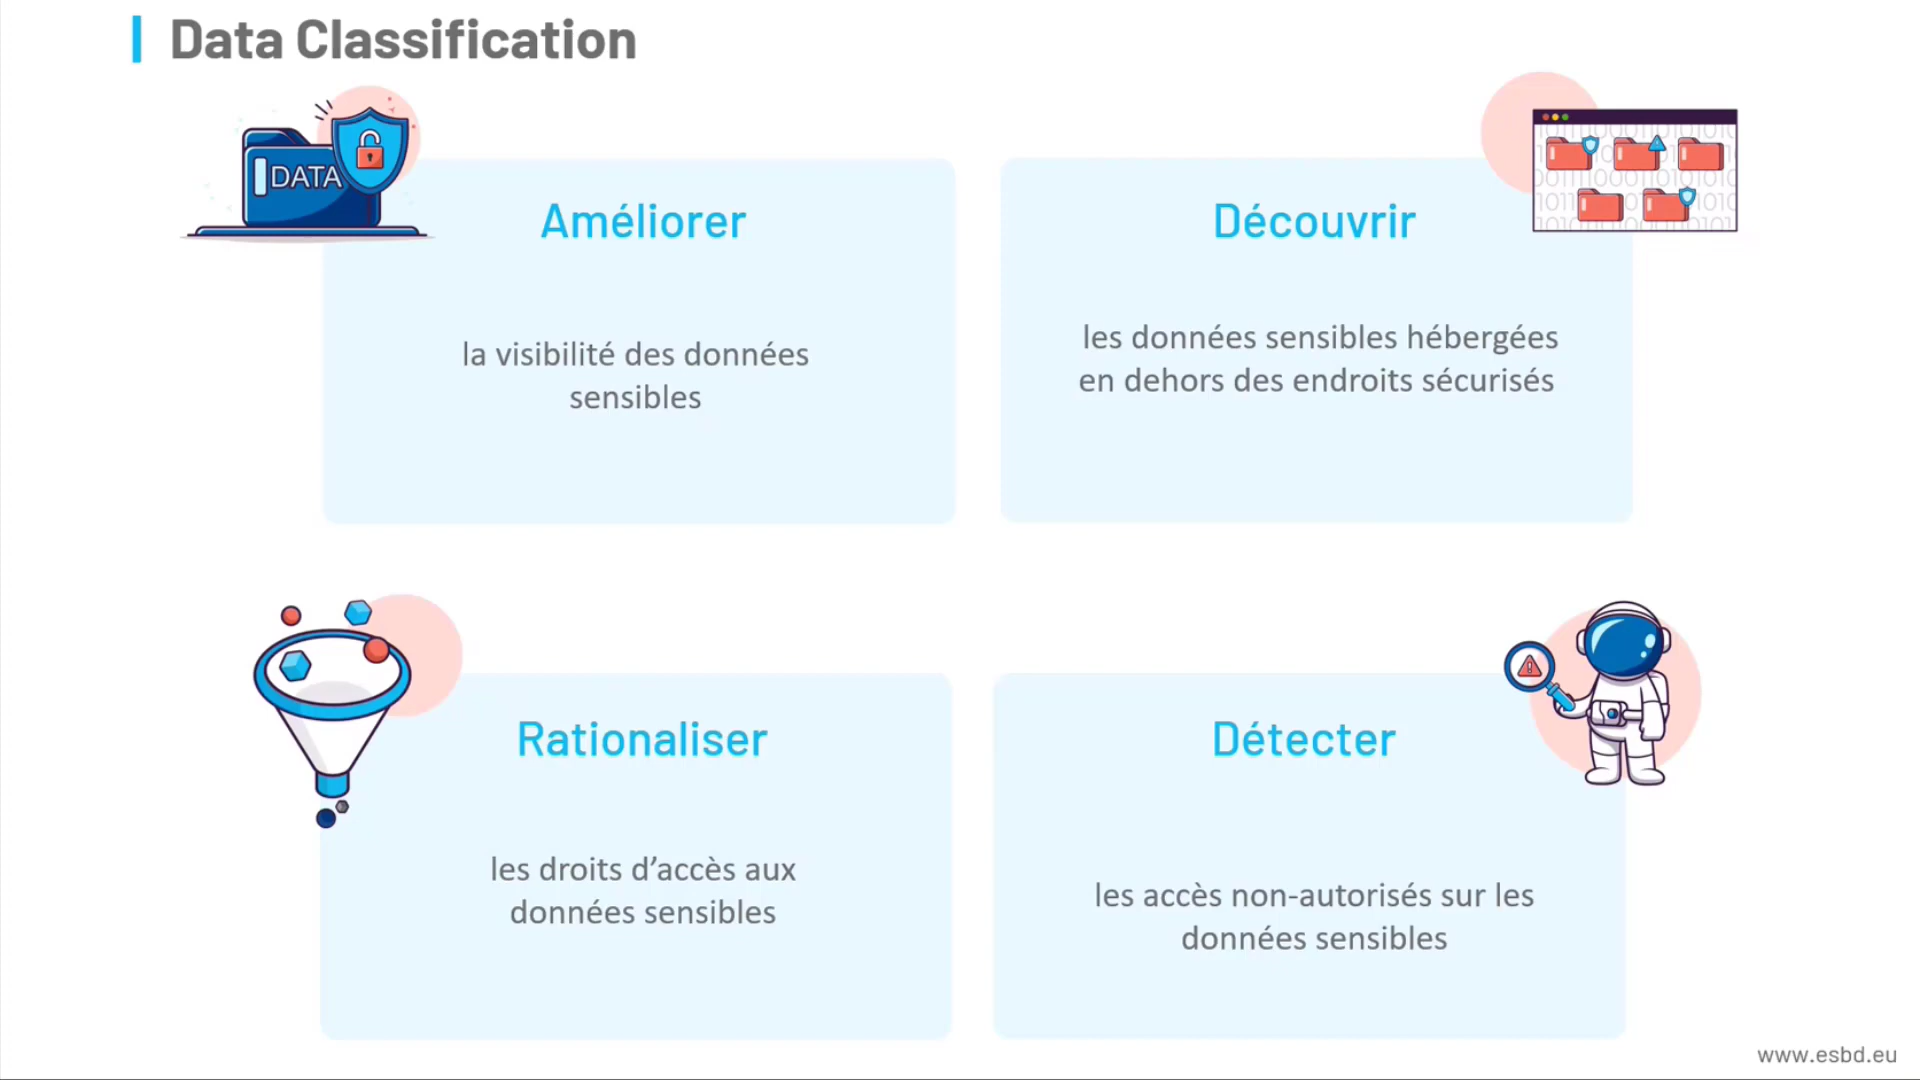 Data Classification
DATA
Améliorer
la visibilité des données
sensibles
Découvrir
les données sensibles hébergées
en dehors des endroits sécurisés
Rationaliser
les droits d’accès aux
données sensibles
Détecter
les accès non-autorisés sur les
données sensibles
www.esbd.eu